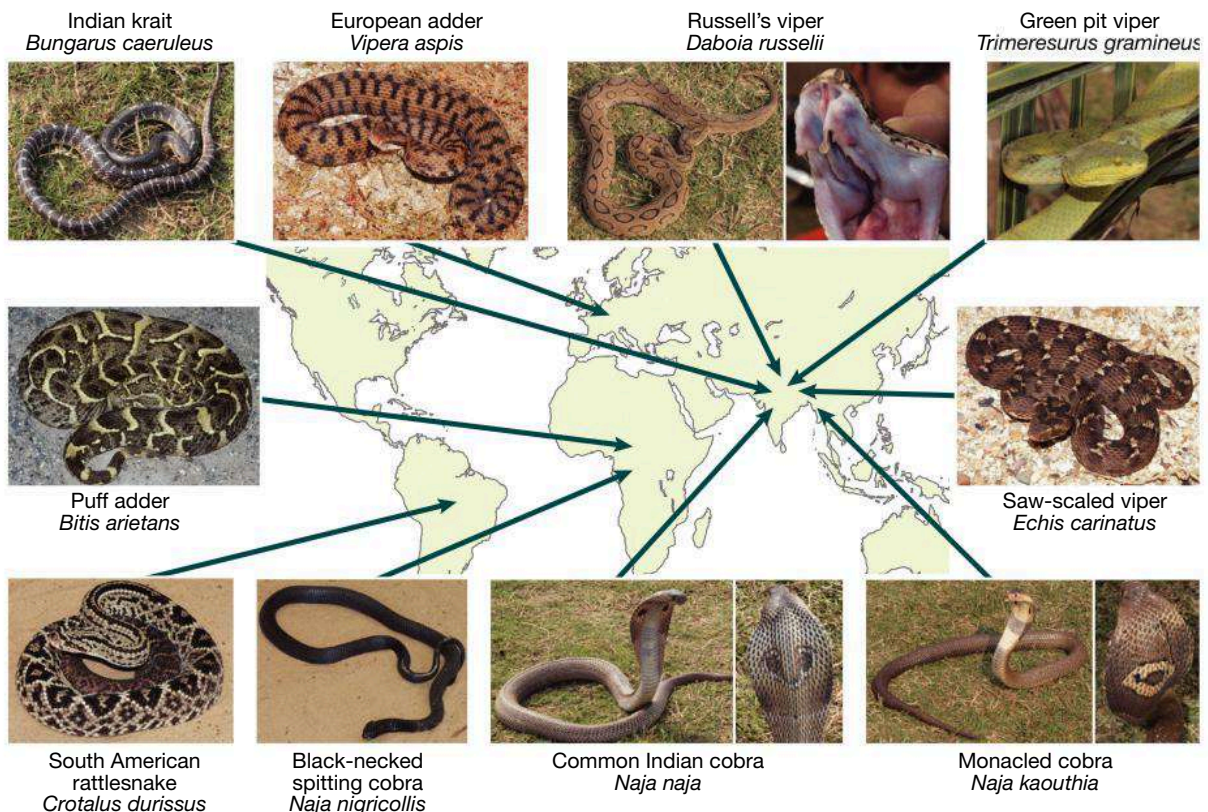 Indian krait
Bungarus caeruleus
European adder
Vipera aspis
Russell's viper
Daboia russelii
Green pit viper
Trimeresurus gramineus
Puff adder
Bitis arietans
Saw-scaled viper
Echis carinatus
South American
rattlesnake
Crotalus durissus
Black-necked
spitting cobra
Naja nigricollis
Common Indian cobra
Naja naja
Monacled cobra
Naja kaouthia